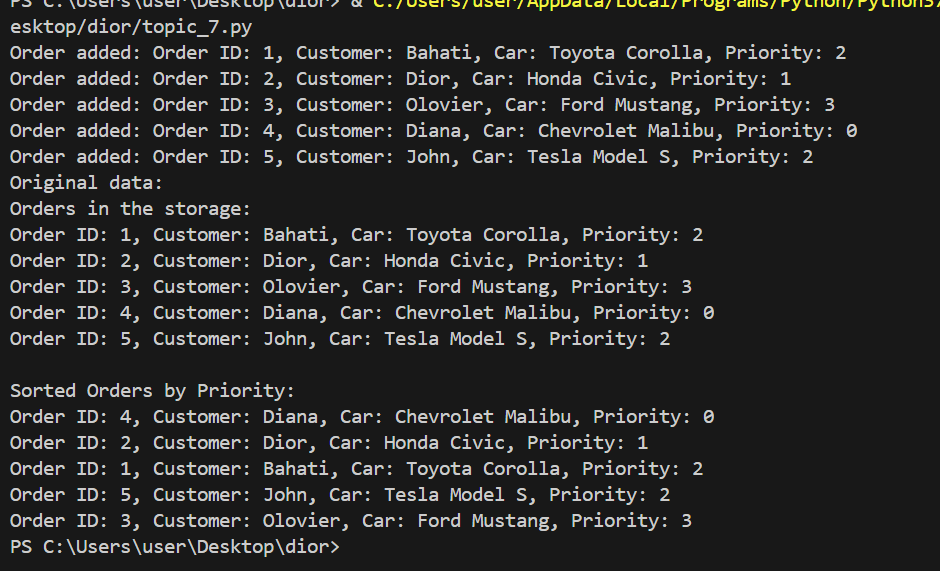 PS C:\Users\user\Desktop\dior> & C:/Users/user/AppData/Local/Programs/Python/Python3
esktop/dior/topic_7.py
Order added: Order ID: 1, Customer: Bahati, Car: Toyota Corolla, Priority: 2
Order added: Order ID: 2, Customer: Dior, Car: Honda Civic, Priority: 1
Order added: Order ID: 3, Customer: Olovier, Car: Ford Mustang, Priority: 3
Order added: Order ID: 4, Customer: Diana, Car: Chevrolet Malibu, Priority: 0
Order added: Order ID: 5, Customer: John, Car: Tesla Model S, Priority: 2
Original data:
Orders in the storage:
Order ID: 1, Customer: Bahati, Car: Toyota Corolla, Priority: 2
Order ID: 2, Customer: Dior, Car: Honda Civic, Priority: 1
Order ID: 3, Customer: Olovier, Car: Ford Mustang, Priority: 3
Order ID: 4, Customer: Diana, Car: Chevrolet Malibu, Priority: 0
Order ID: 5, Customer: John, Car: Tesla Model S, Priority: 2

Sorted Orders by Priority:
Order ID: 4, Customer: Diana, Car: Chevrolet Malibu, Priority: 0
Order ID: 2, Customer: Dior, Car: Honda Civic, Priority: 1
Order ID: 1, Customer: Bahati, Car: Toyota Corolla, Priority: 2
Order ID: 5, Customer: John, Car: Tesla Model S, Priority: 2
Order ID: 3, Customer: Olovier, Car: Ford Mustang, Priority: 3
PS C:\Users\user\Desktop\dior>